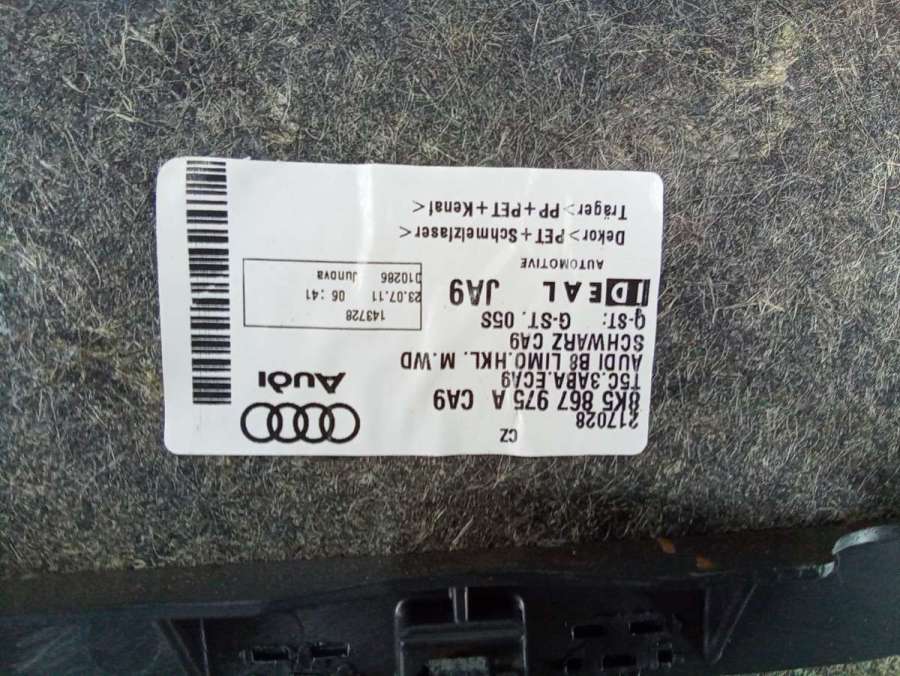 217028
CZ
8K5 867 975 A CA9
T5C.3ABA.ECA9
AUDI B8 LIMO.HKL. M.WD
SCHWARZ CA9
Q-ST: G-ST. 05S
IDEAL JA9
AUTOMOTIVE
Dekor>PET+Schmelzfaser<
Träger>PP+PET+Kenaf<
Audi
143728
23.07.11 06:41
010286 Junova